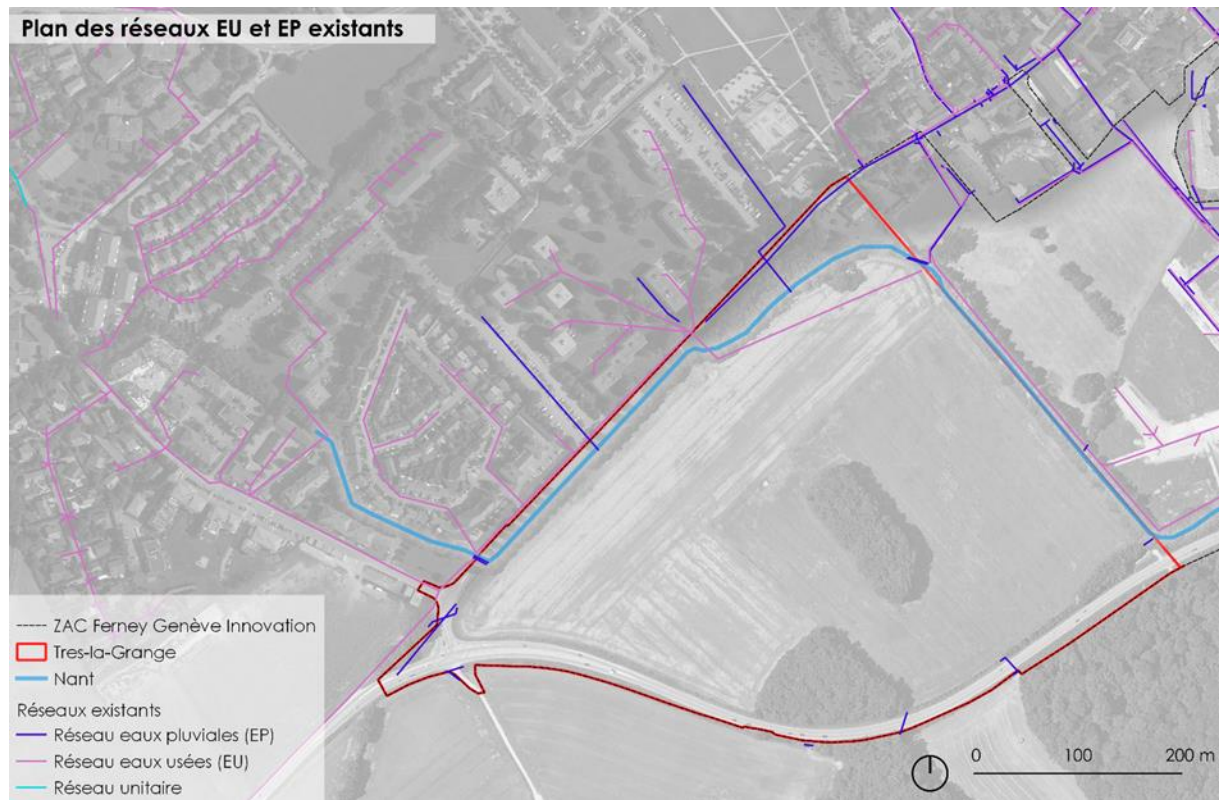 Plan des réseaux EU et EP existants
ZAC Ferney Genève Innovation
Tres-la-Grange
Nant
Réseaux existants
Réseau eaux pluviales (EP)
Réseau eaux usées (EU)
Réseau unitaire
0 100 200 m